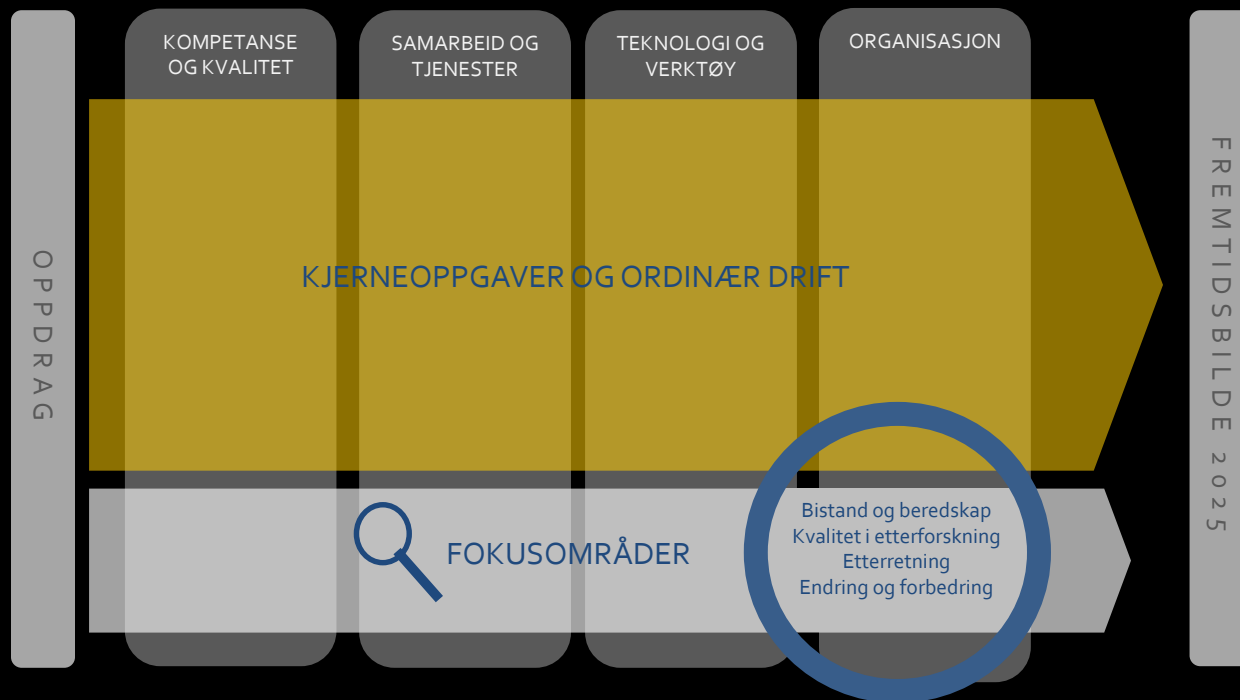 OPPDRAG
KOMPETANSE
OG KVALITET
SAMARBEID OG
TJENESTER
TEKNOLOGI OG
VERKTØY
ORGANISASJON
KJERNEOPPGAVER OG ORDINÆR DRIFT
FOKUSOMRÅDER
Bistand og beredskap
Kvalitet i etterforskning
Etterretning
Endring og forbedring
FREMTIDSBILDE 2025